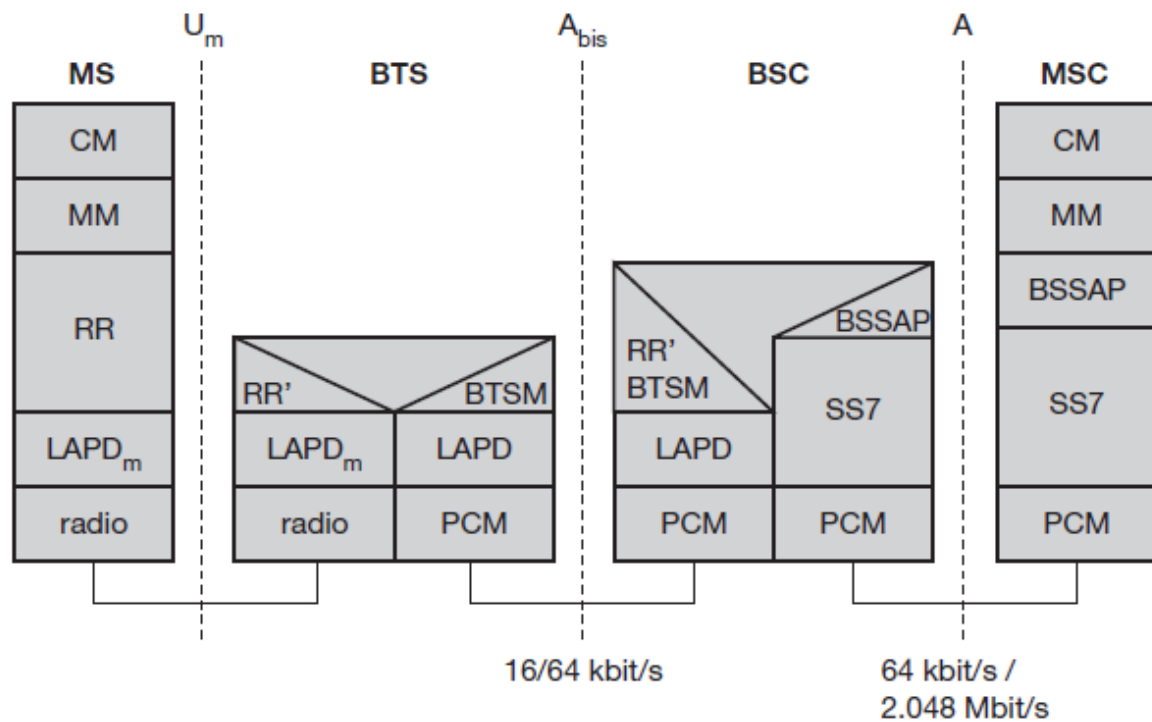 Um Abis A
MS BTS BSC MSC
CM CM
MM MM
RR BSSAP
RR’ BTSM
RR’
BTSM
BSSAP
SS7 SS7
LAPDm LAPDm LAPD LAPD
radio radio PCM PCM PCM PCM
16/64 kbit/s
64 kbit/s /
2.048 Mbit/s